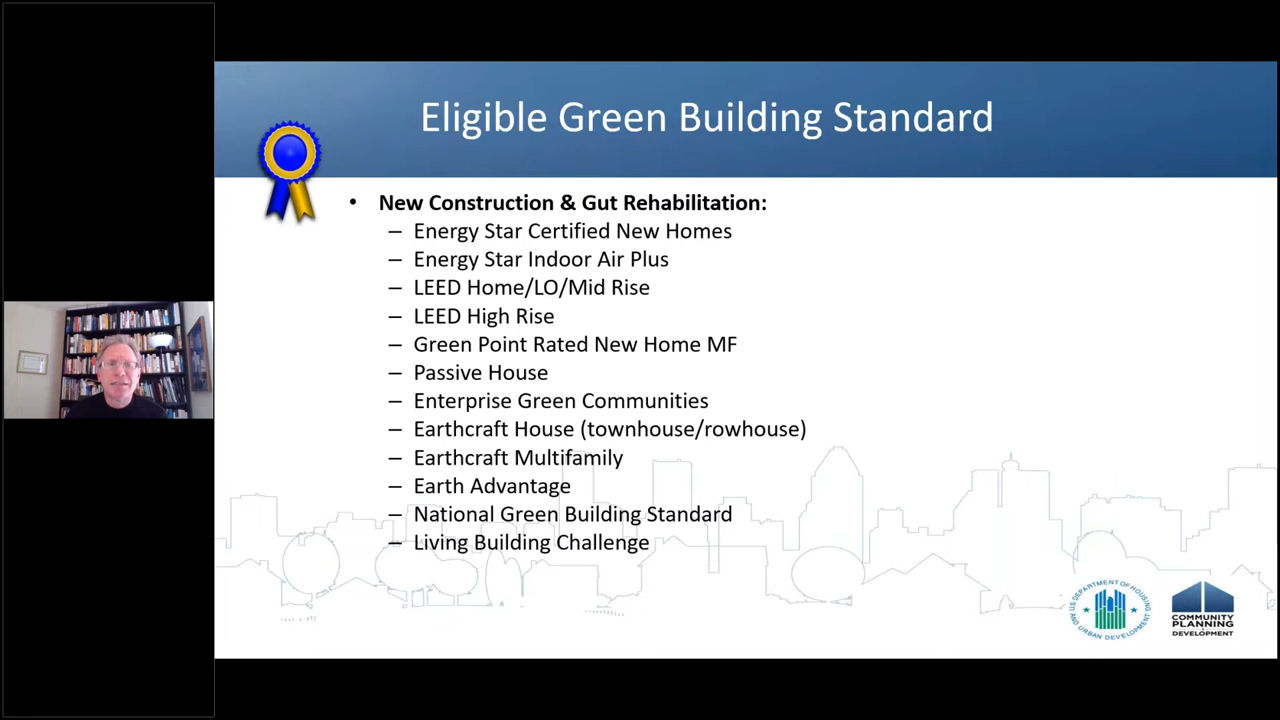 Eligible Green Building Standard
• New Construction & Gut Rehabilitation:
– Energy Star Certified New Homes
– Energy Star Indoor Air Plus
– LEED Home/LO/Mid Rise
– LEED High Rise
– Green Point Rated New Home MF
– Passive House
– Enterprise Green Communities
– Earthcraft House (townhouse/rowhouse)
– Earthcraft Multifamily
– Earth Advantage
– National Green Building Standard
– Living Building Challenge
U.S. DEPARTMENT OF HOUSING
AND URBAN DEVELOPMENT
COMMUNITY
PLANNING
DEVELOPMENT